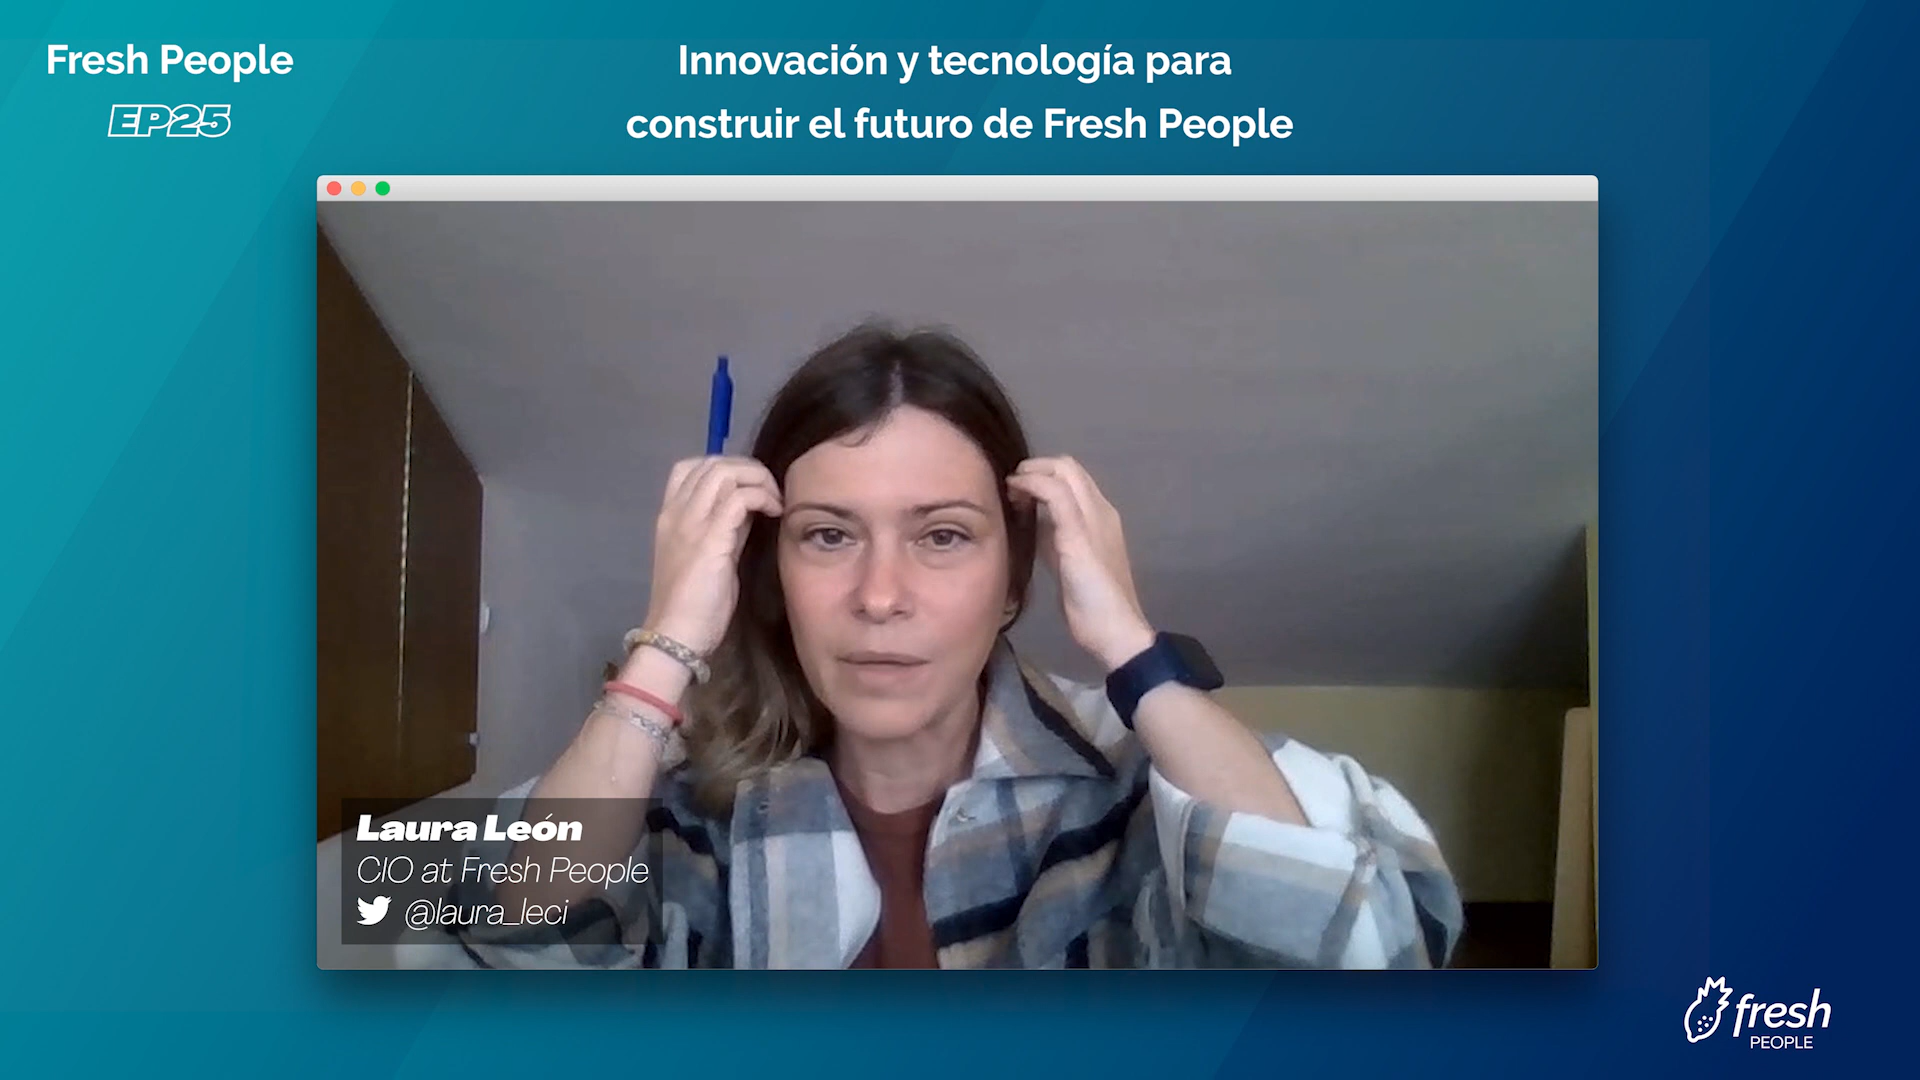 Fresh People
EP25
Innovación y tecnología para
construir el futuro de Fresh People
Laura León
CIO at Fresh People
@laura_leci
fresh
PEOPLE